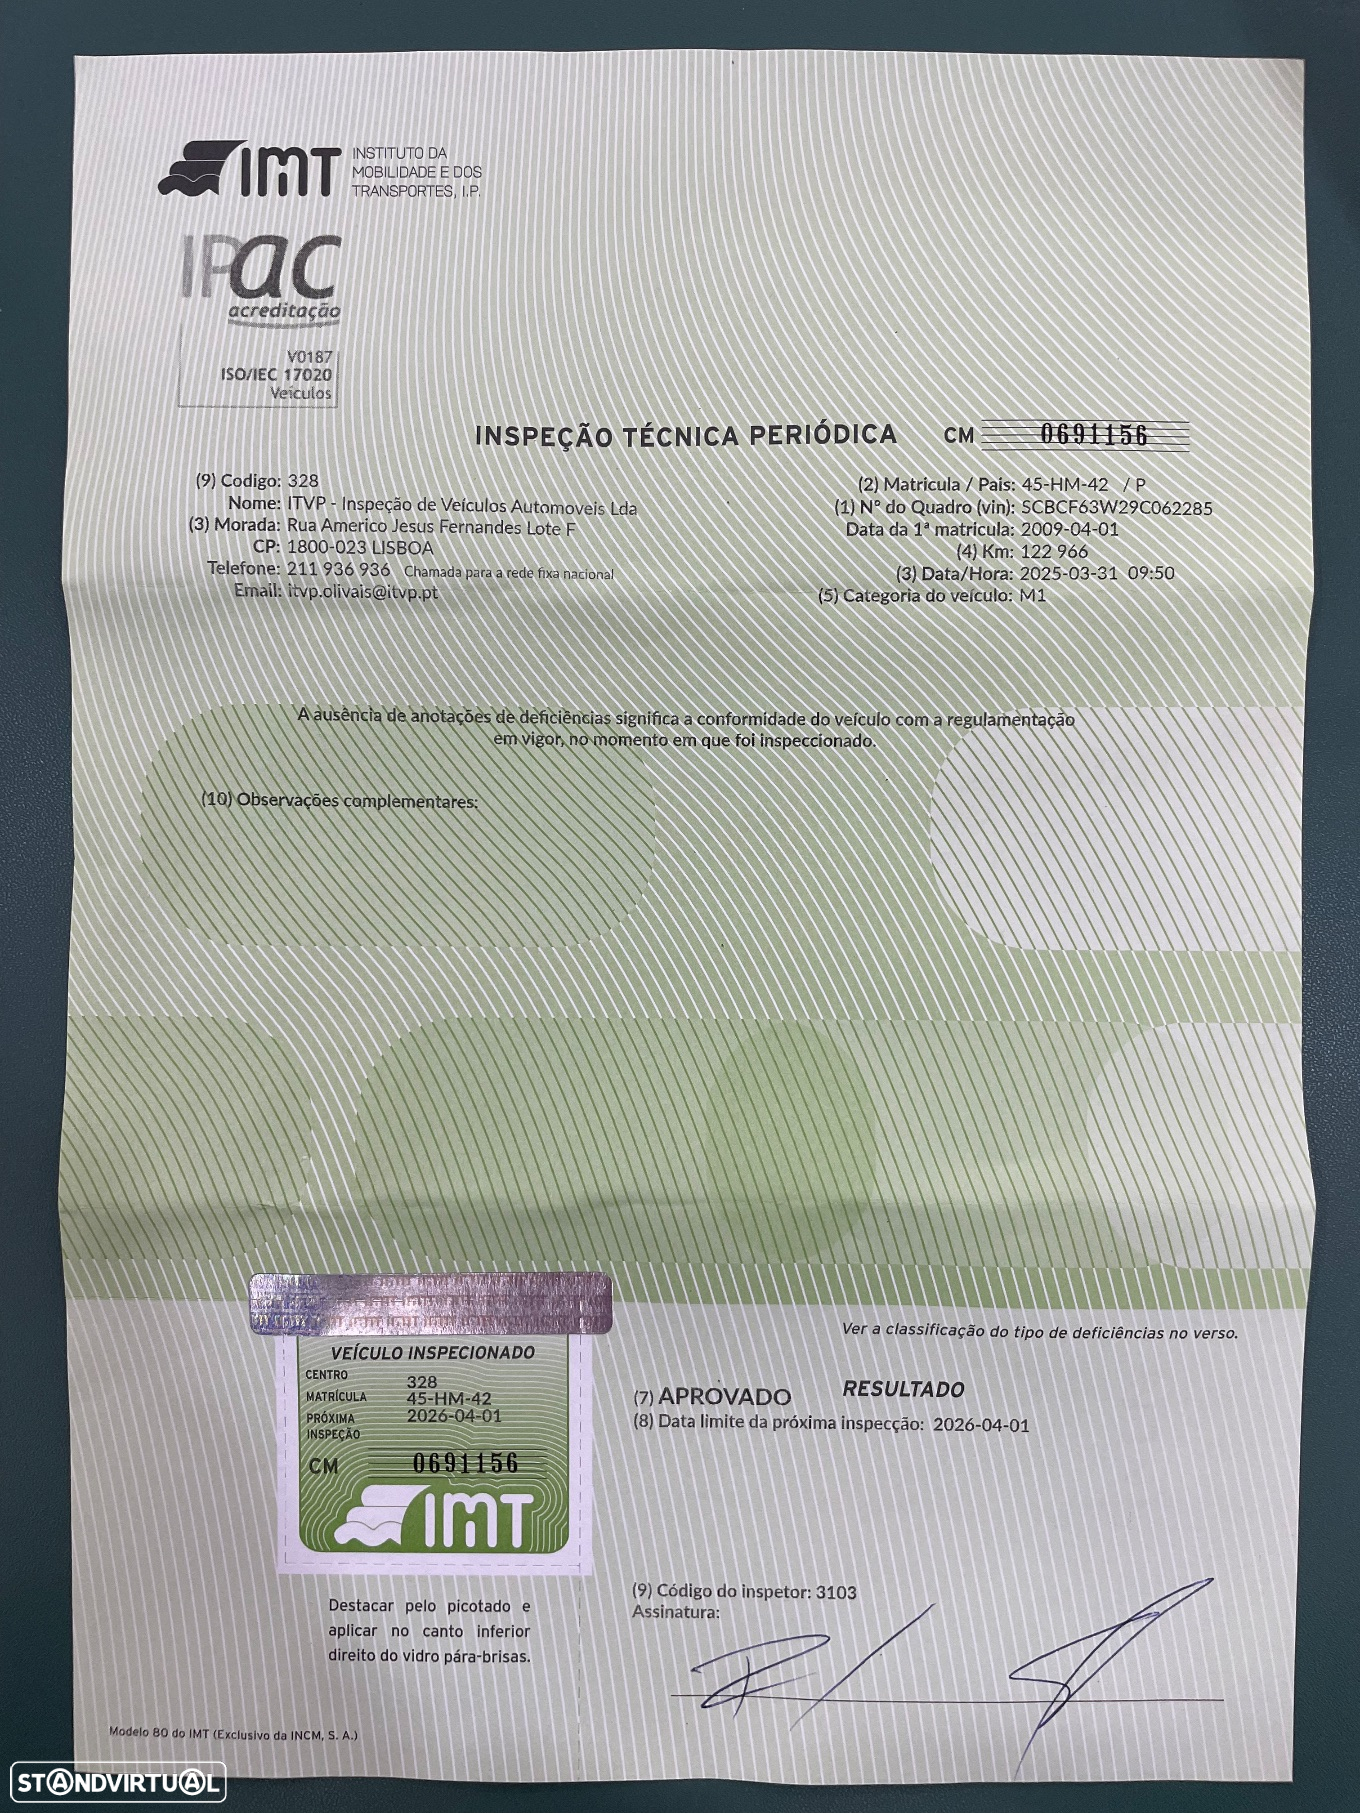 IMT INSTITUTO DA
MOBILIDADE E DOS
TRANSPORTES, I.P.
IPac
acreditação
V0187
ISO/IEC 17020
Veículos
INSPEÇÃO TÉCNICA PERIÓDICA CM 0691156
(9) Codigo: 328
Nome: ITVP - Inspeção de Veículos Automoveis Lda
(3) Morada: Rua Americo Jesus Fernandes Lote F
CP: 1800-023 LISBOA
Telefone: 211 936 936 Chamada para a rede fixa nacional
Email: itvp.olivais@itvp.pt
(2) Matricula / Pais: 45-HM-42 / P
(1) Nº do Quadro (vin): SCBCF63W29C062285
Data da 1ª matricula: 2009-04-01
(4) Km: 122 966
(3) Data/Hora: 2025-03-31 09:50
(5) Categoria do veículo: M1
A ausência de anotações de deficiências significa a conformidade do veículo com a regulamentação
em vigor, no momento em que foi inspeccionado.
(10) Observações complementares:
Ver a classificação do tipo de deficiências no verso.
VEÍCULO INSPECIONADO
CENTRO 328
MATRÍCULA 45-HM-42
PRÓXIMA 2026-04-01
INSPEÇÃO
CM 0691156
IMT
RESULTADO
(7) APROVADO
(8) Data limite da próxima inspecção: 2026-04-01
Destacar pelo picotado e
aplicar no canto inferior
direito do vidro pára-brisas.
(9) Código do inspetor: 3103
Assinatura:
Modelo 80 do IMT (Exclusivo da INCM, S. A.)
STANDVIRTUAL